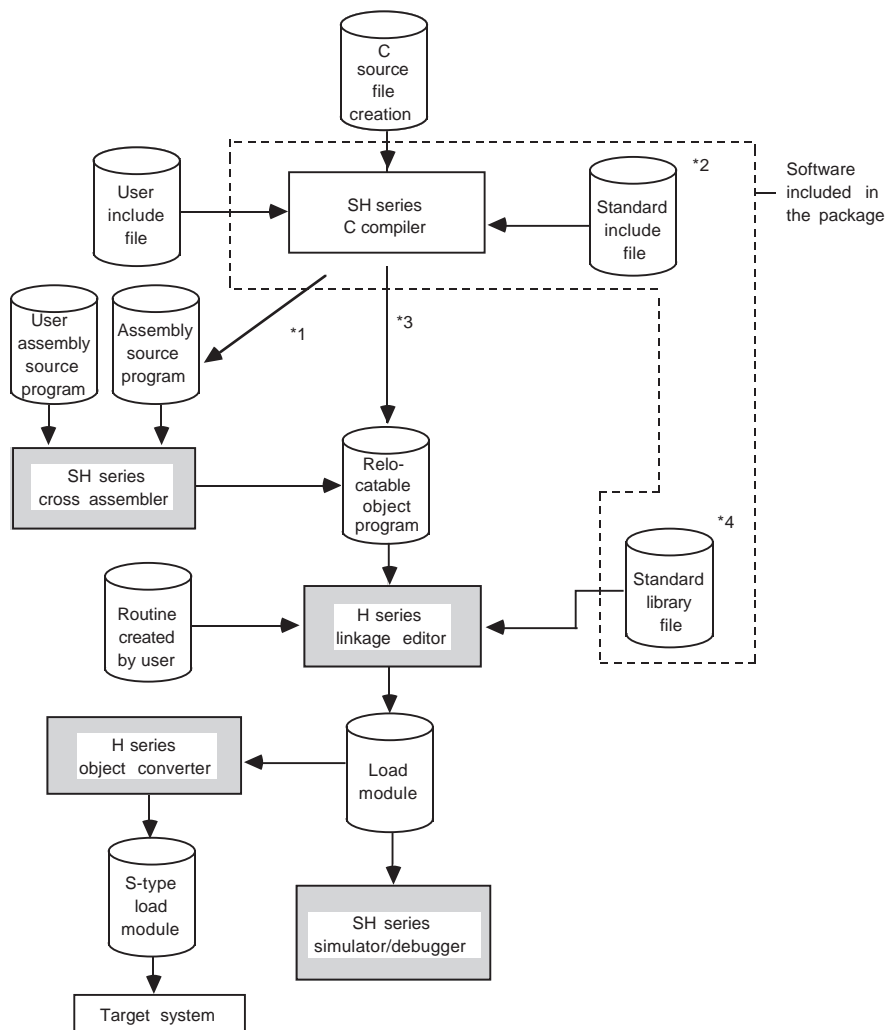 C
source
file
creation
*2
Software
included in
the package
User
include
file
SH series
C compiler
Standard
include
file
*1
*3
User
assembly
source
program
Assembly
source
program
SH series
cross assembler
Relo-
catable
object
program
*4
Standard
library
file
Routine
created
by user
H series
linkage editor
H series
object converter
Load
module
S-type
load
module
SH series
simulator/debugger
Target system